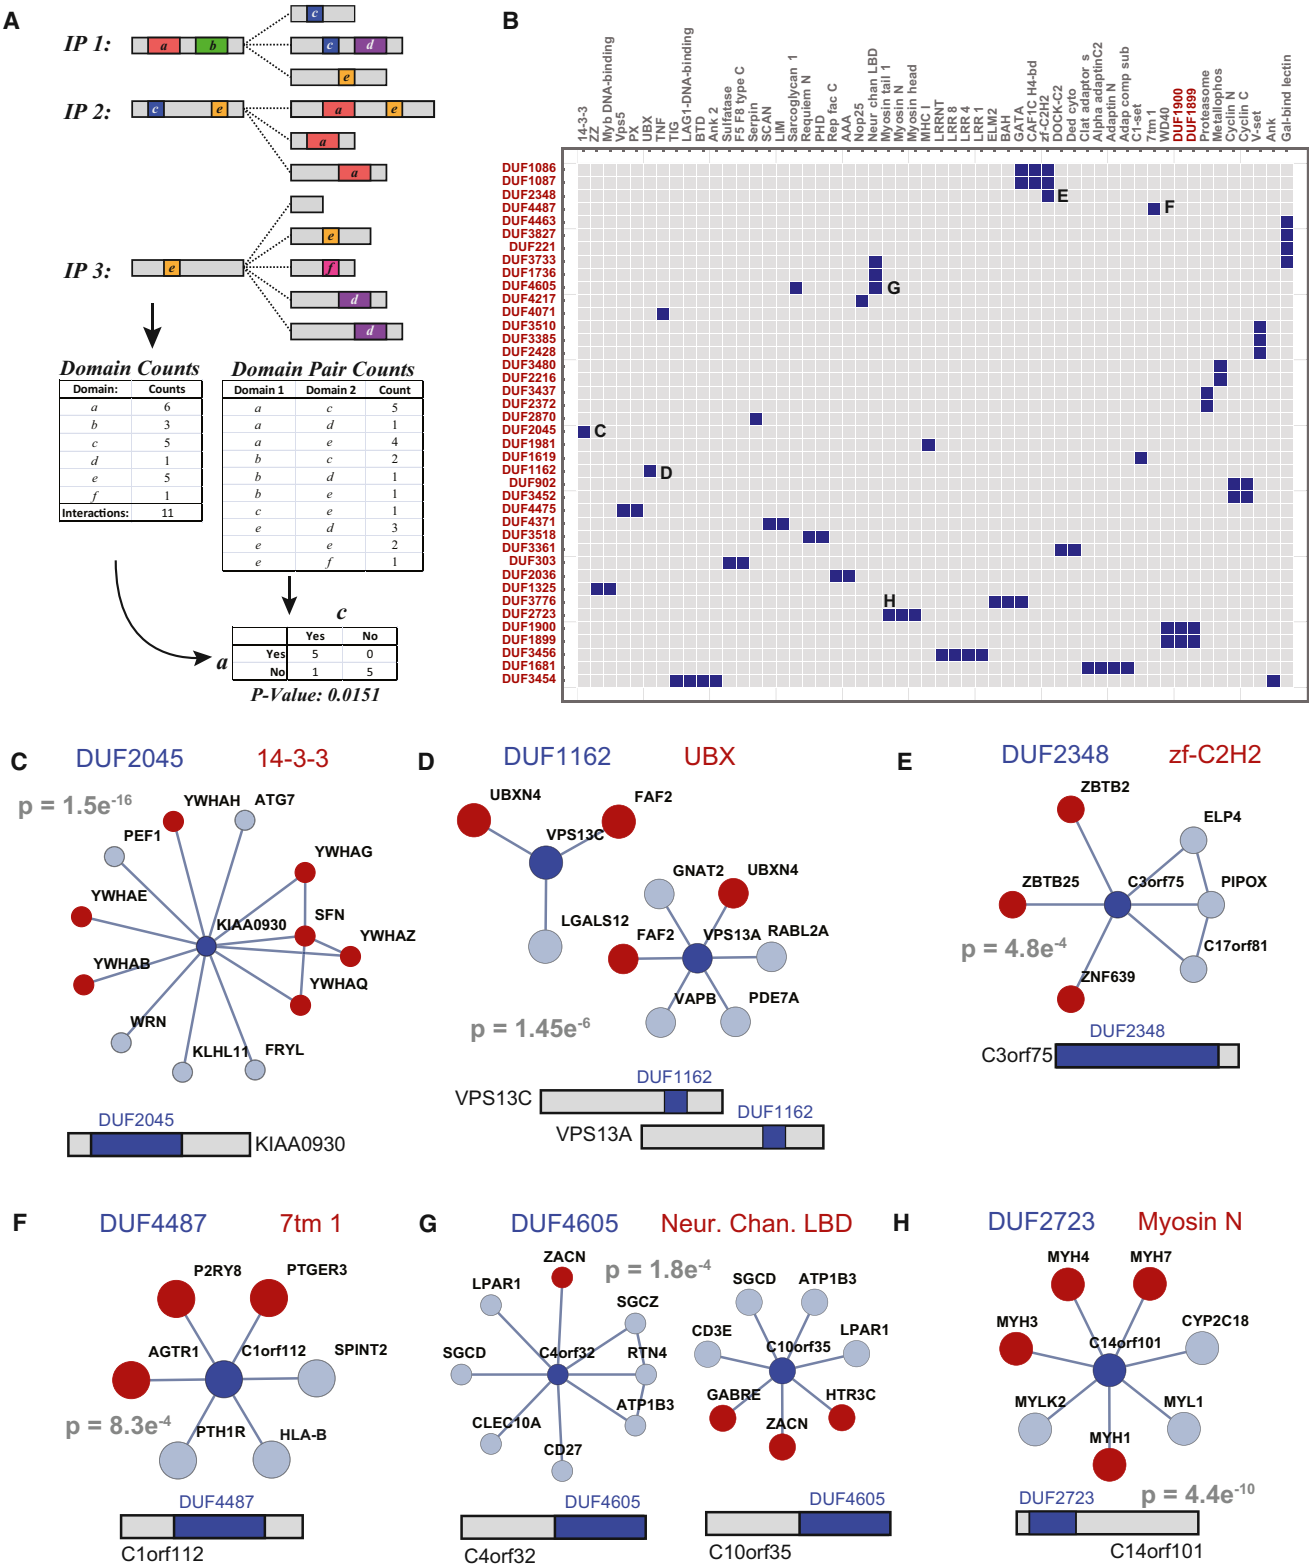 A
IP 1:
a
b
c
c
d
e
IP 2:
c
e
a
e
a
a
IP 3:
e
e
f
d
d
Domain Counts
Domain: Counts
a 6
b 3
c 5
d 1
e 5
f 1
Interactions: 11
Domain Pair Counts
Domain 1 Domain 2 Count
a c 5
a d 1
a e 4
b c 2
b d 1
b e 1
c e 1
e d 3
e e 2
e f 1
c
Yes No
a
Yes 5 0
No 1 5
P-Value: 0.0151
B
14-3-3
ZZ
Myb DNA-binding
Vps5
PX
UBX
TNF
TIG
LAG1-DNA-binding
BTD
Ank 2
Sulfatase
F5 F8 type C
Serpin
SCAN
LIM
Sarcoglycan 1
Requiem N
PHD
Rep fac C
AAA
Nop25
Neur chan LBD
Myosin tail 1
Myosin N
Myosin head
MHC I
LRRNT
LRR 8
LRR 4
LRR 1
ELM2
BAH
GATA
CAF1C H4-bd
zf-C2H2
DOCK-C2
Ded cyto
Clat adaptor s
Alpha adaptinC2
Adaptin N
Adap comp sub
C1-set
7tm 1
WD40
DUF1900
DUF1899
Proteasome
Metallophos
Cyclin N
Cyclin C
V-set
Ank
Gal-bind lectin
DUF1086
DUF1087
DUF2348 E
DUF4487 F
DUF4463
DUF3827
DUF221
DUF3733
DUF1736
DUF4605 G
DUF4217
DUF4071
DUF3510
DUF3385
DUF2428
DUF3480
DUF2216
DUF3437
DUF2372
DUF2870
DUF2045 C
DUF1981
DUF1619
DUF1162 D
DUF902
DUF3452
DUF4475
DUF4371
DUF3518
DUF3361
DUF303
DUF2036
DUF1325
DUF3776 H
DUF2723
DUF1900
DUF1899
DUF3456
DUF1681
DUF3454
C
DUF2045 14-3-3
p = 1.5e-16
YWHAH
ATG7
PEF1
YWHAG
YWHAE
KIAA0930
SFN
YWHAZ
YWHAB
YWHAQ
WRN
KLHL11
FRYL
DUF2045
KIAA0930
D
DUF1162 UBX
UBXN4
FAF2
VPS13C
LGALS12
GNAT2
UBXN4
FAF2
VPS13A
RABL2A
VAPB
PDE7A
p = 1.45e-6
DUF1162
VPS13C
DUF1162
VPS13A
E
DUF2348 zf-C2H2
ZBTB2
ELP4
ZBTB25
C3orf75
PIPOX
p = 4.8e-4
C17orf81
ZNF639
DUF2348
C3orf75
F
DUF4487 7tm 1
P2RY8
PTGER3
AGTR1
C1orf112
SPINT2
p = 8.3e-4
PTH1R
HLA-B
DUF4487
C1orf112
G
DUF4605 Neur. Chan. LBD
p = 1.8e-4
ZACN
LPAR1
SGCZ
SGCD
C4orf32
RTN4
ATP1B3
CLEC10A
CD27
SGCD
ATP1B3
CD3E
C10orf35
LPAR1
GABRE
HTR3C
ZACN
DUF4605
C4orf32
DUF4605
C10orf35
H
DUF2723 Myosin N
MYH4
MYH7
MYH3
C14orf101
CYP2C18
MYLK2
MYL1
MYH1
p = 4.4e-10
DUF2723
C14orf101